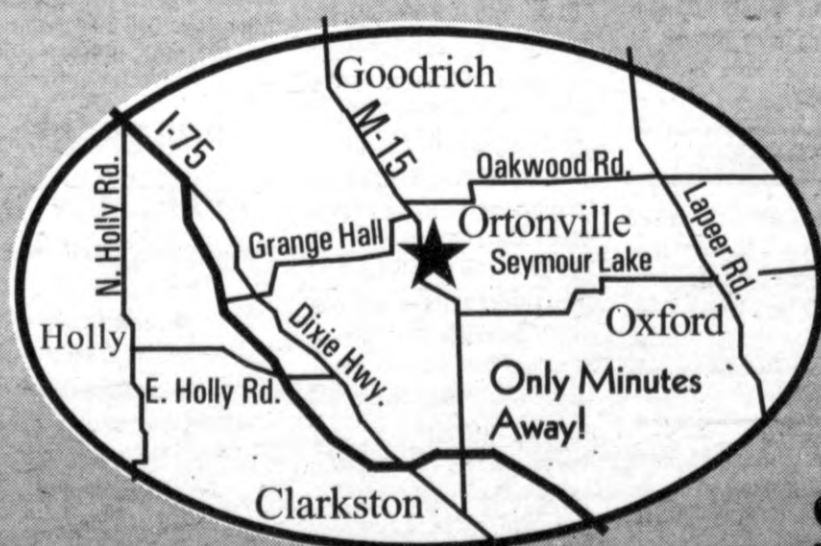 Goodrich
I-75
M-15
N. Holly Rd.
Oakwood Rd.
Lapeer Rd.
Grange Hall
Ortonville
Seymour Lake
Holly
Dixie Hwy.
Oxford
E. Holly Rd.
Only Minutes
Away!
Clarkston